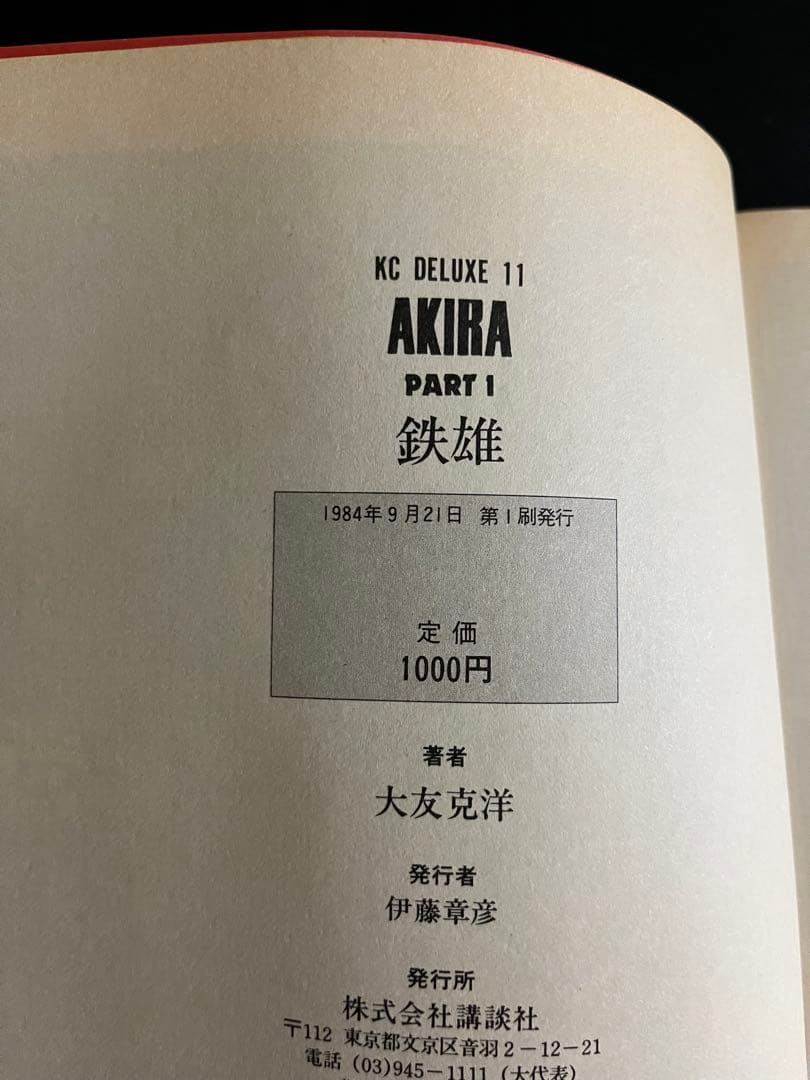 KC DELUXE 11
AKIRA
PART 1
鉄雄
1984年9月21日 第1刷発行
定価
1000円
著者
大友克洋
発行者
伊藤章彦
発行所
株式会社講談社
〒112 東京都文京区音羽2-12-21
電話 (03)945-1111 (大代表)